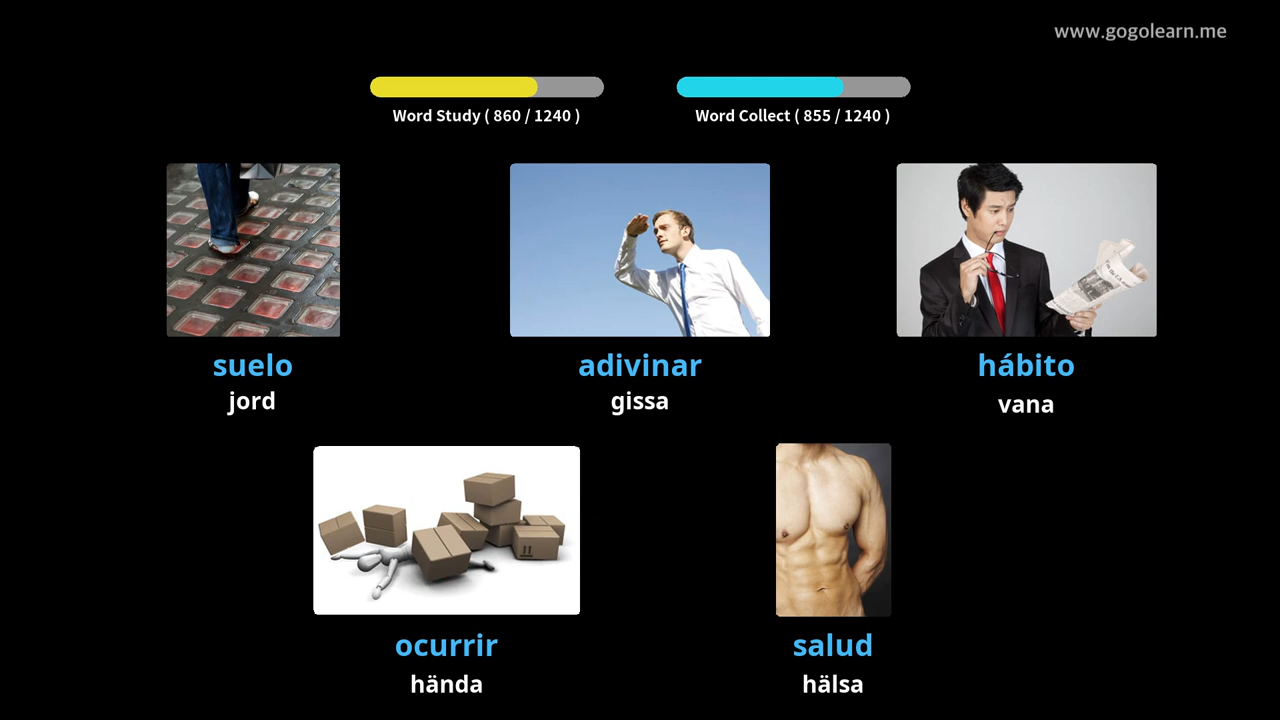 www.gogolearn.me
Word Study ( 860 / 1240 )
Word Collect ( 855 / 1240 )
suelo
jord
adivinar
gissa
hábito
vana
ocurrir
hända
salud
hälsa